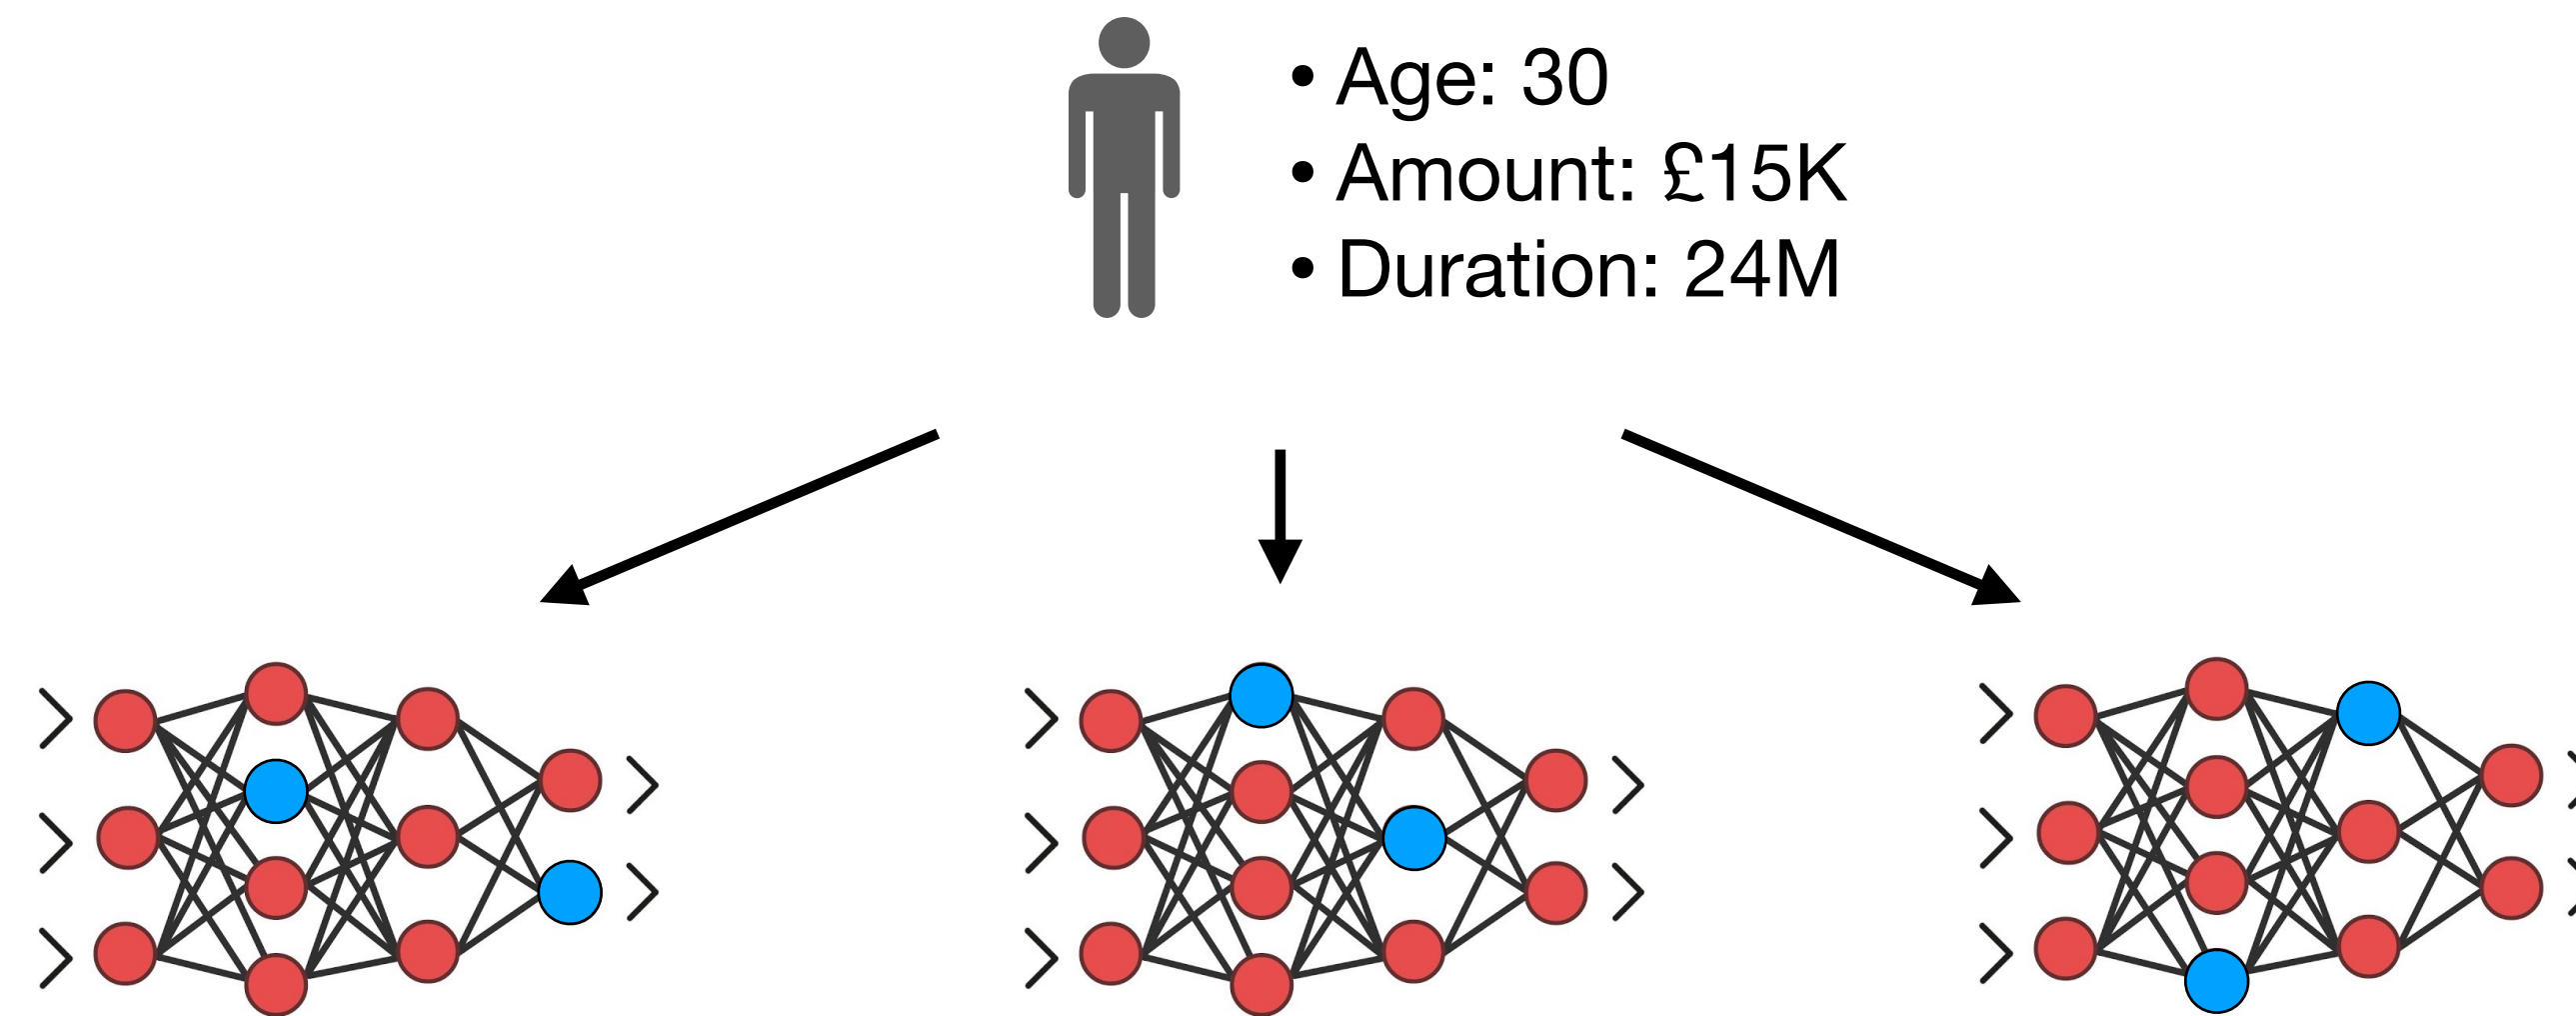 • Age: 30
• Amount: £15K
• Duration: 24M